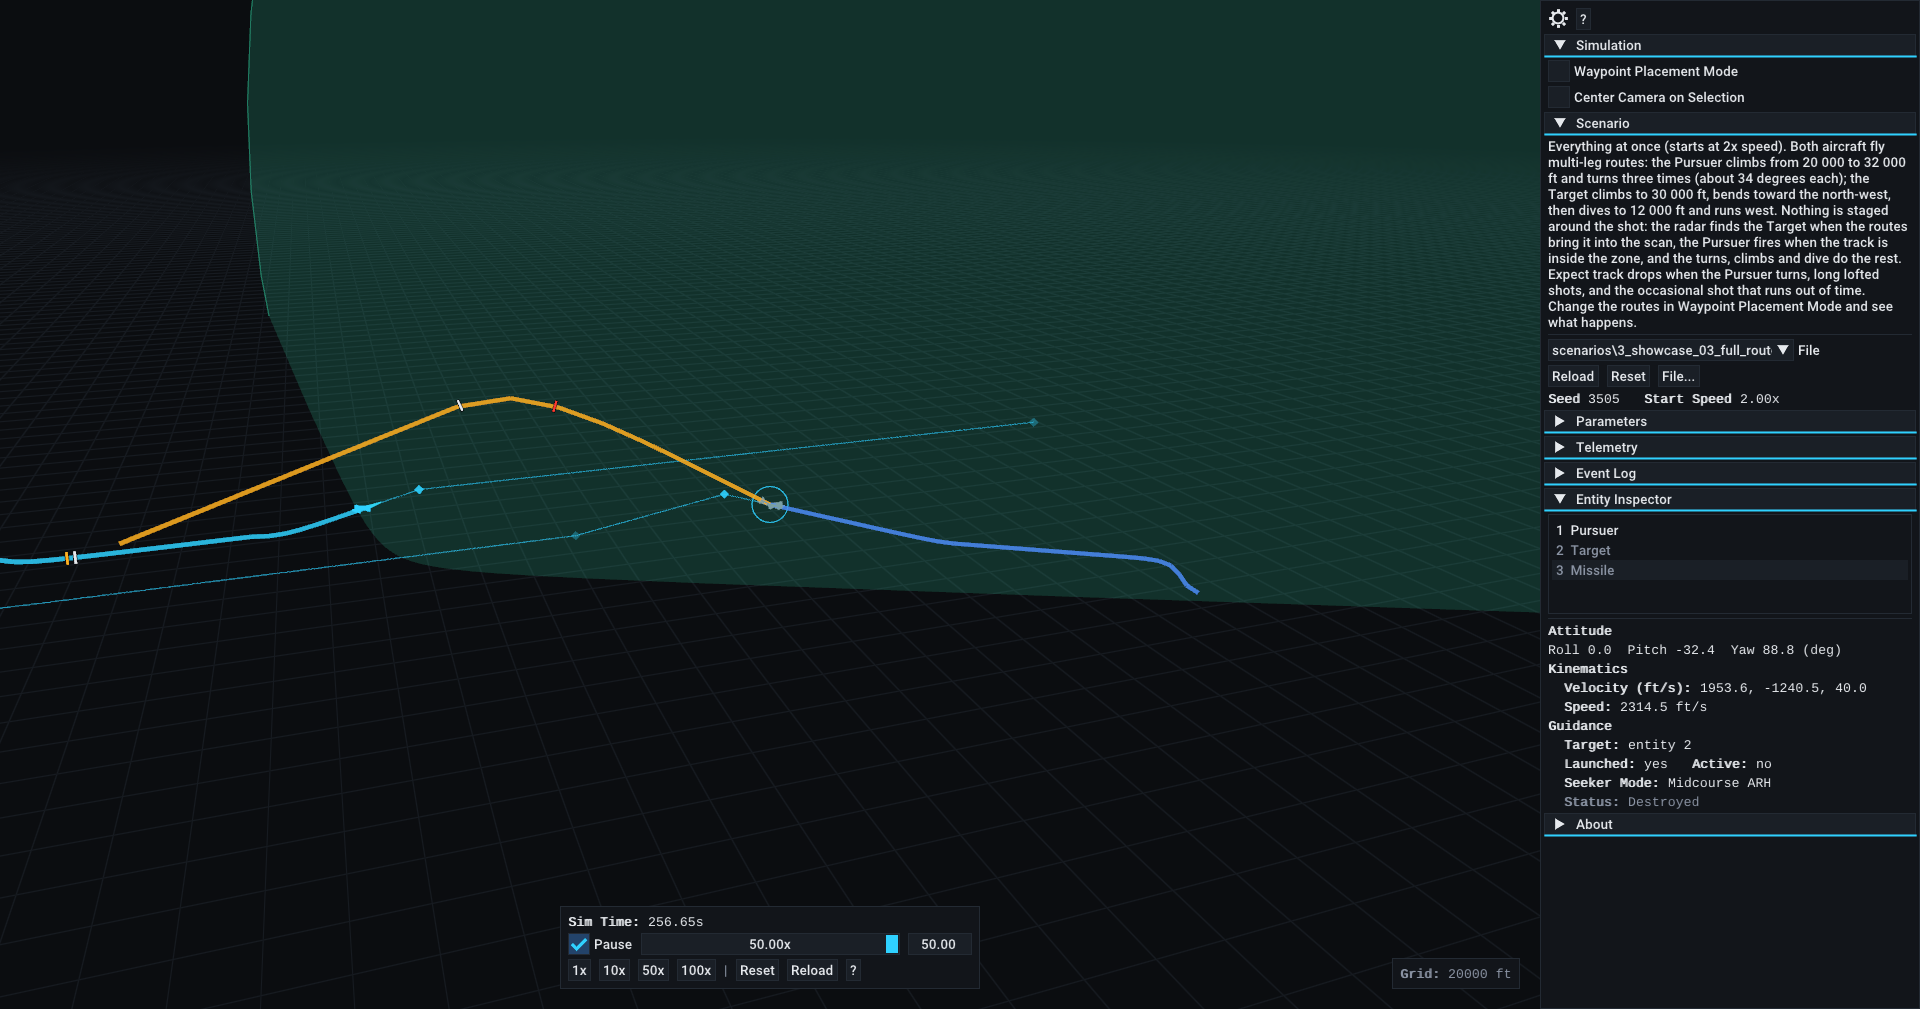 ?
Simulation
Waypoint Placement Mode
Center Camera on Selection
Scenario
Everything at once (starts at 2x speed). Both aircraft fly
multi-leg routes: the Pursuer climbs from 20 000 to 32 000
ft and turns three times (about 34 degrees each); the
Target climbs to 30 000 ft, bends toward the north-west,
then dives to 12 000 ft and runs west. Nothing is staged
around the shot: the radar finds the Target when the routes
bring it into the scan, the Pursuer fires when the track is
inside the zone, and the turns, climbs and dive do the rest.
Expect track drops when the Pursuer turns, long lofted
shots, and the occasional shot that runs out of time.
Change the routes in Waypoint Placement Mode and see
what happens.
scenarios\3_showcase_03_full_rout File
Reload Reset File...
Seed 3505 Start Speed 2.00x
Parameters
Telemetry
Event Log
Entity Inspector
1 Pursuer
2 Target
3 Missile
Attitude
Roll 0.0 Pitch -32.4 Yaw 88.8 (deg)
Kinematics
Velocity (ft/s): 1953.6, -1240.5, 40.0
Speed: 2314.5 ft/s
Guidance
Target: entity 2
Launched: yes Active: no
Seeker Mode: Midcourse ARH
Status: Destroyed
About
Sim Time: 256.65s
Pause 50.00x 50.00
1x 10x 50x 100x | Reset Reload ?
Grid: 20000 ft